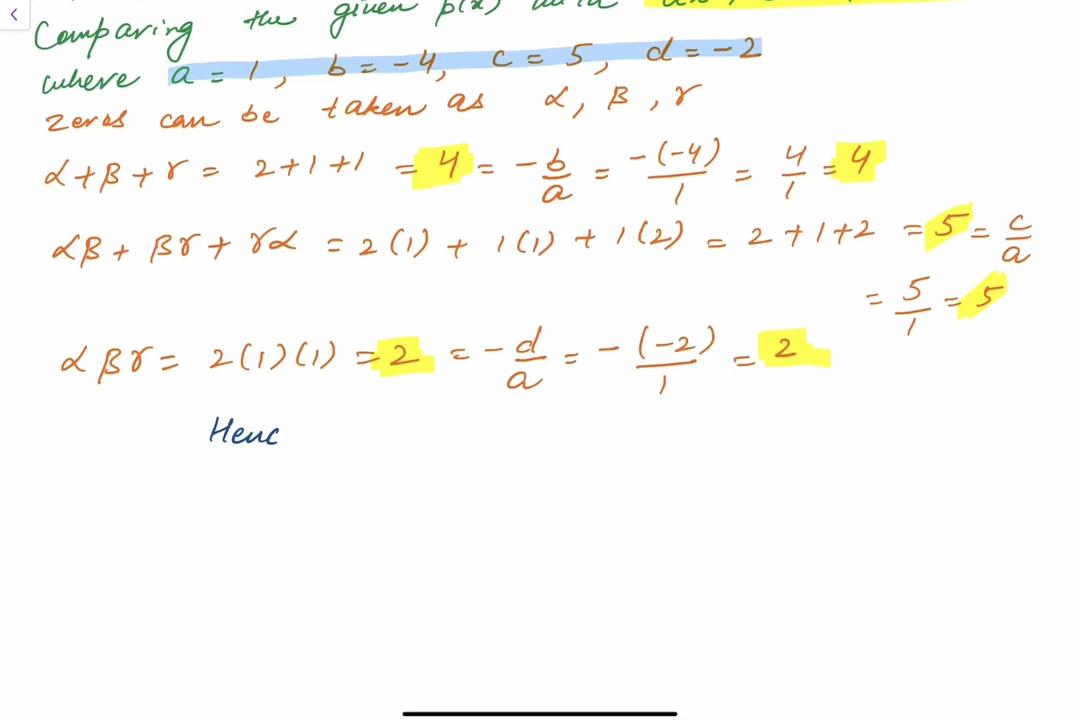 Comparing the given p(x) with
where a = 1, b = -4, c = 5, d = -2
zeros can be taken as α, β, γ
α + β + γ = 2+1+1 = 4 = -b/a = -(-4)/1 = 4/1 = 4
αβ + βγ + γα = 2(1) + 1(1) + 1(2) = 2+1+2 = 5 = c/a
= 5/1 = 5
αβγ = 2(1)(1) = 2 = -d/a = -(-2)/1 = 2
Henc